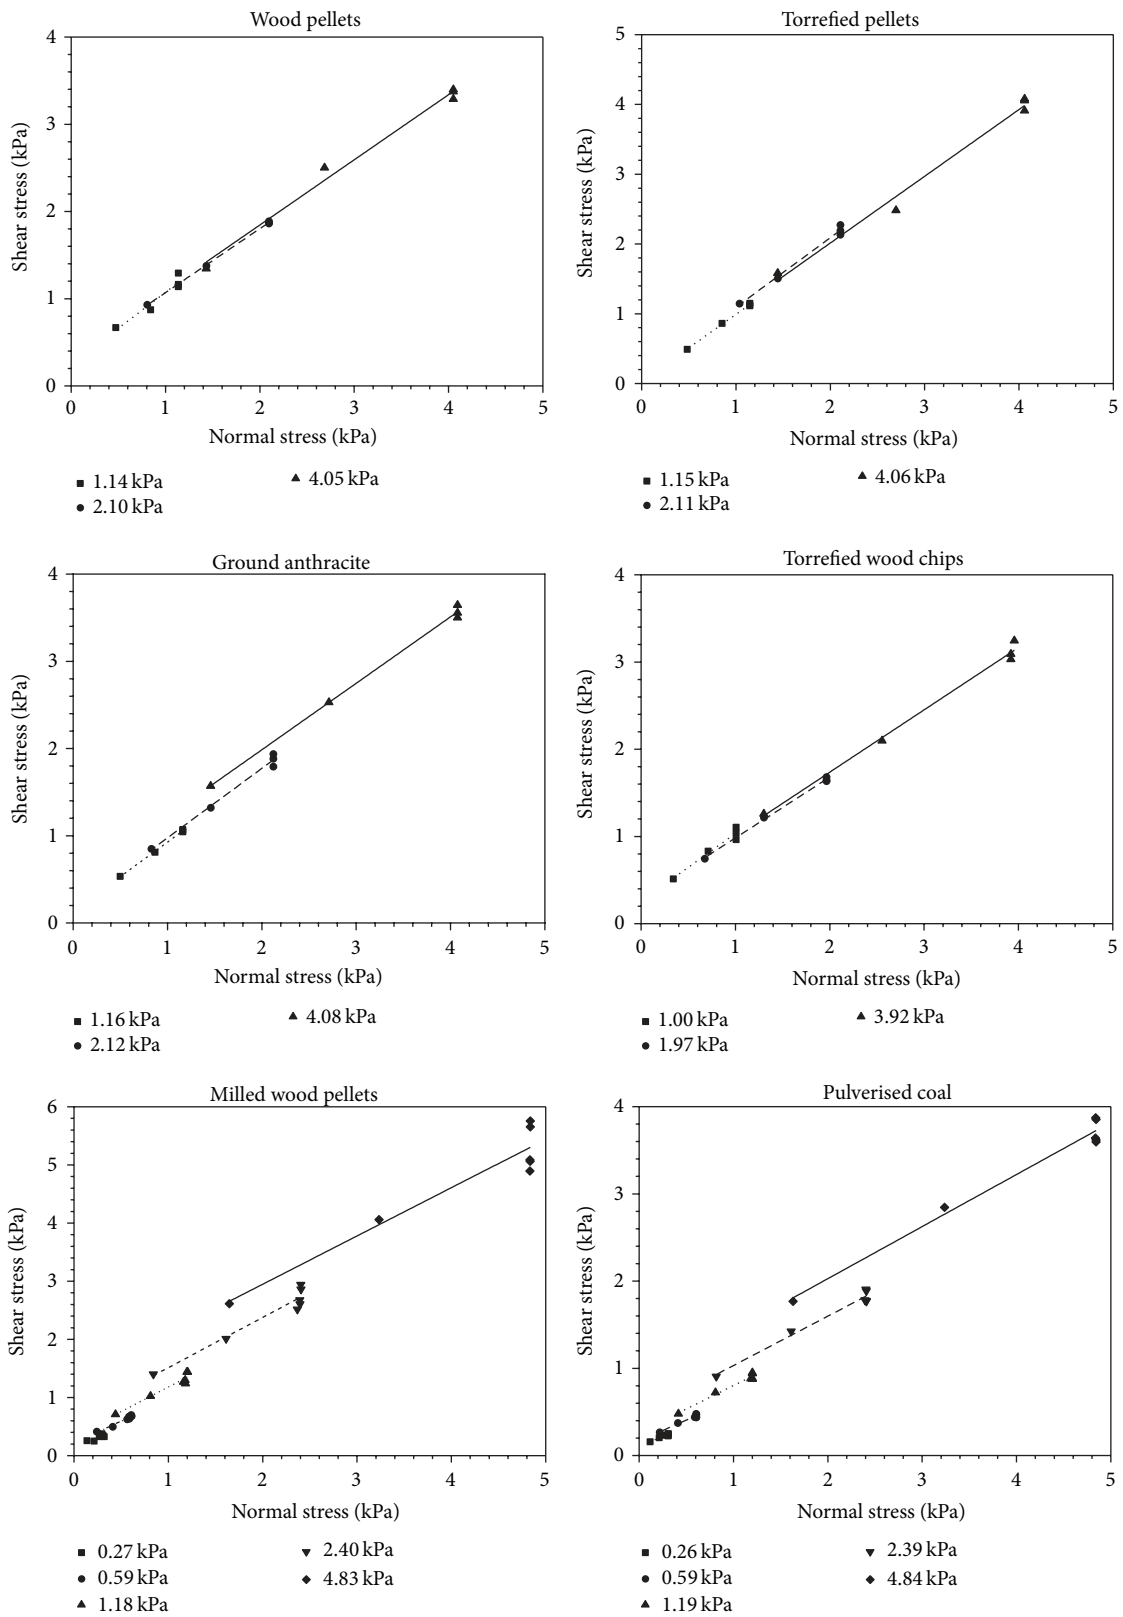 Wood pellets
4
3
2
1
0
Shear stress (kPa)
0 1 2 3 4 5
Normal stress (kPa)
1.14 kPa
2.10 kPa
4.05 kPa
Torrefied pellets
5
4
3
2
1
0
Shear stress (kPa)
0 1 2 3 4 5
Normal stress (kPa)
1.15 kPa
2.11 kPa
4.06 kPa
Ground anthracite
4
3
2
1
0
Shear stress (kPa)
0 1 2 3 4 5
Normal stress (kPa)
1.16 kPa
2.12 kPa
4.08 kPa
Torrefied wood chips
4
3
2
1
0
Shear stress (kPa)
0 1 2 3 4 5
Normal stress (kPa)
1.00 kPa
1.97 kPa
3.92 kPa
Milled wood pellets
6
5
4
3
2
1
0
Shear stress (kPa)
0 1 2 3 4 5
Normal stress (kPa)
0.27 kPa
0.59 kPa
1.18 kPa
2.40 kPa
4.83 kPa
Pulverised coal
4
3
2
1
0
Shear stress (kPa)
0 1 2 3 4 5
Normal stress (kPa)
0.26 kPa
0.59 kPa
1.19 kPa
2.39 kPa
4.84 kPa